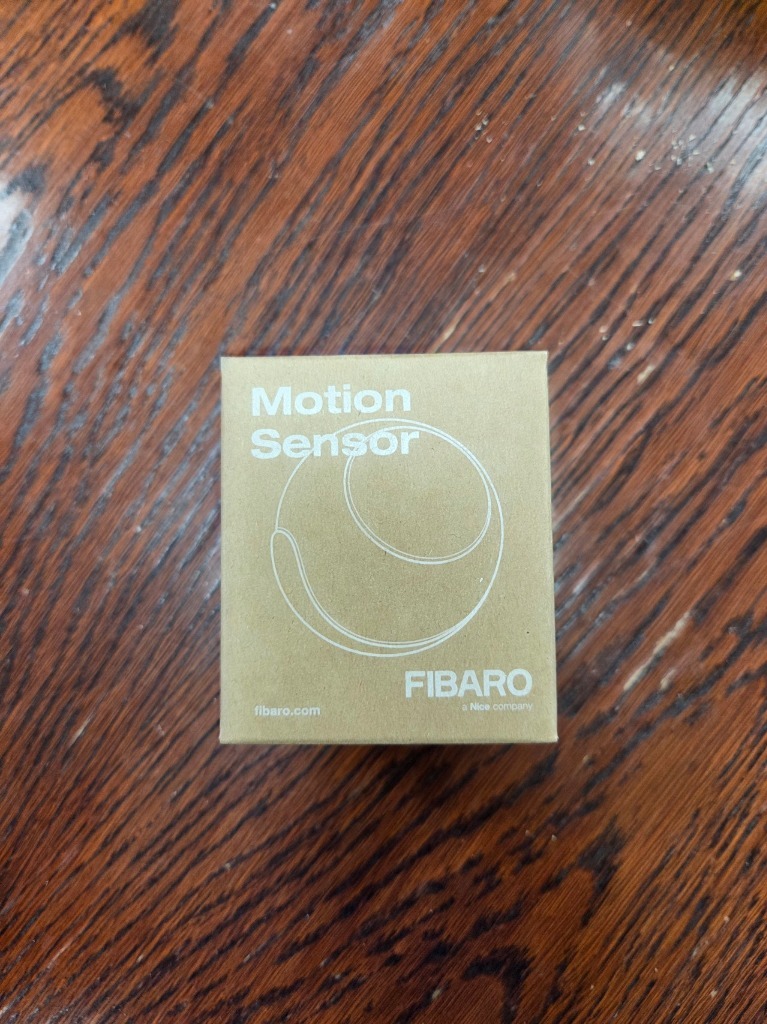 Motion
Sensor
FIBARO
fibaro.com
a Nice company